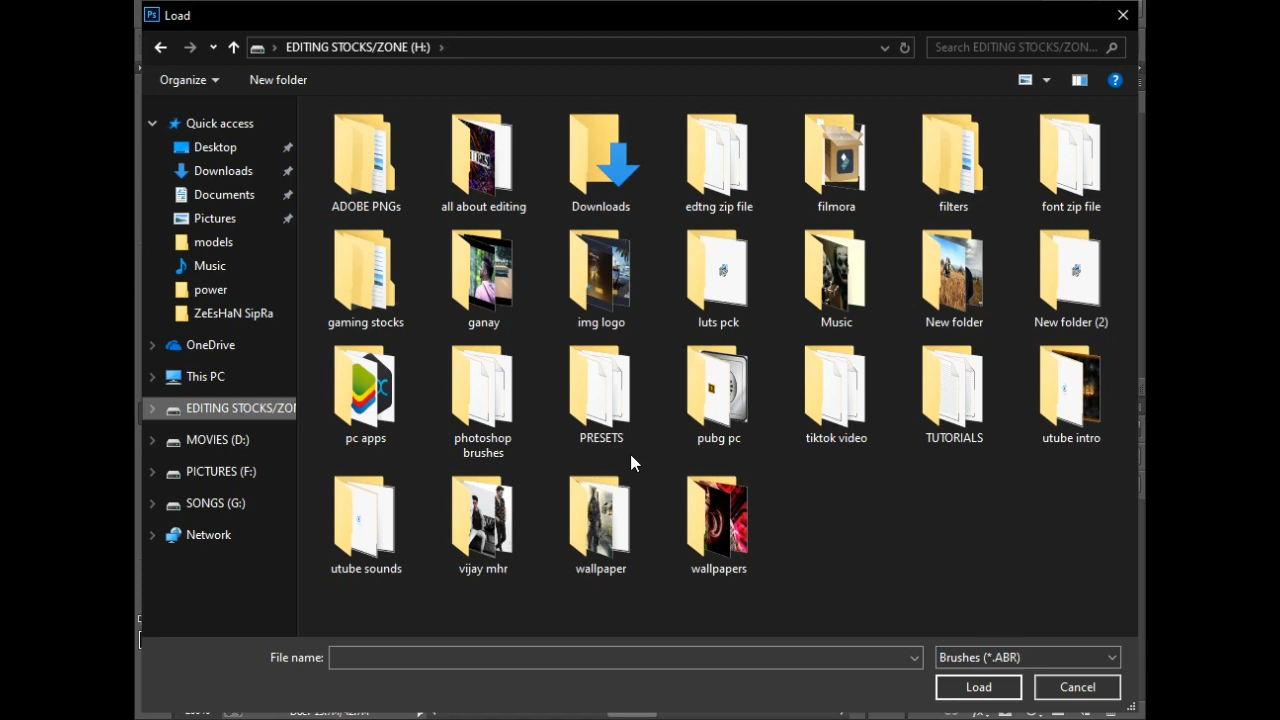 Ps Load
EDITING STOCKS/ZONE (H:)
Search EDITING STOCKS/ZON...
Organize
New folder
?
Quick access
Desktop
Downloads
Documents
Pictures
models
Music
power
ZeEsHaN SipRa
OneDrive
This PC
EDITING STOCKS/ZO
MOVIES (D:)
PICTURES (F:)
SONGS (G:)
Network
ADOBE PNGs
all about editing
Downloads
edtng zip file
filmora
filters
font zip file
gaming stocks
ganay
img logo
luts pck
Music
New folder
New folder (2)
pc apps
photoshop
brushes
PRESETS
pubg pc
tiktok video
TUTORIALS
utube intro
utube sounds
vijay mhr
wallpaper
wallpapers
File name:
Brushes (*.ABR)
Load
Cancel